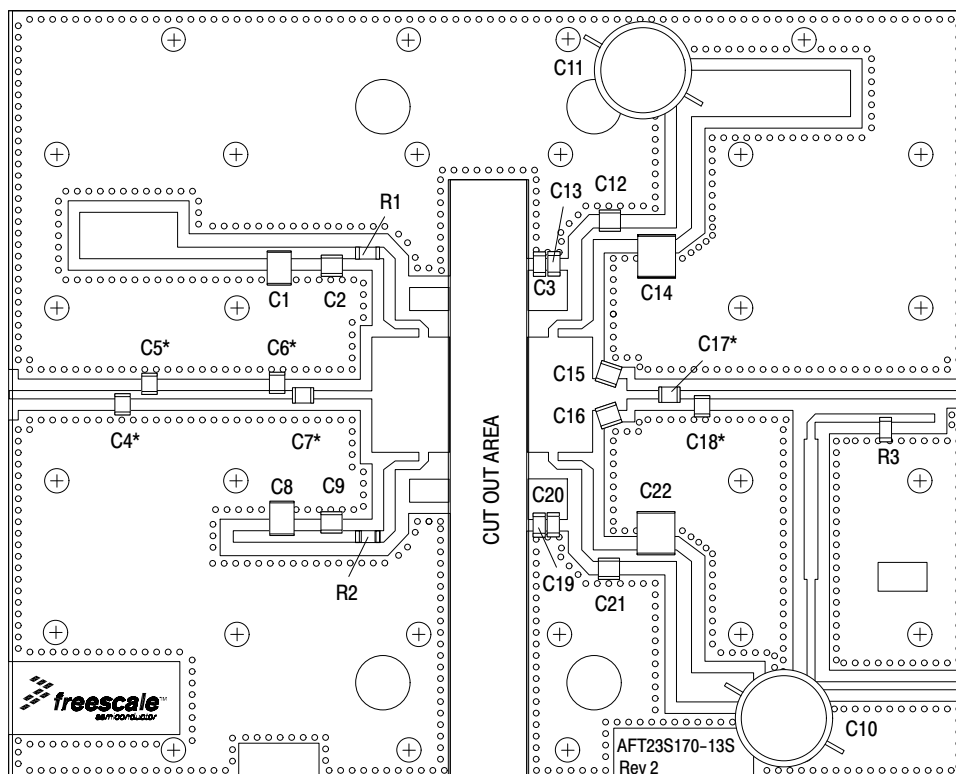 C11
C12
C13
R1
C3
C14
C1
C2
C5*
C6*
C17*
C15
C16
C4*
C7*
C18*
R3
C8
C9
C20
C22
CUT OUT AREA
C19
C21
R2
freescale™
semiconductor
C10
AFT23S170-13S
Rev 2